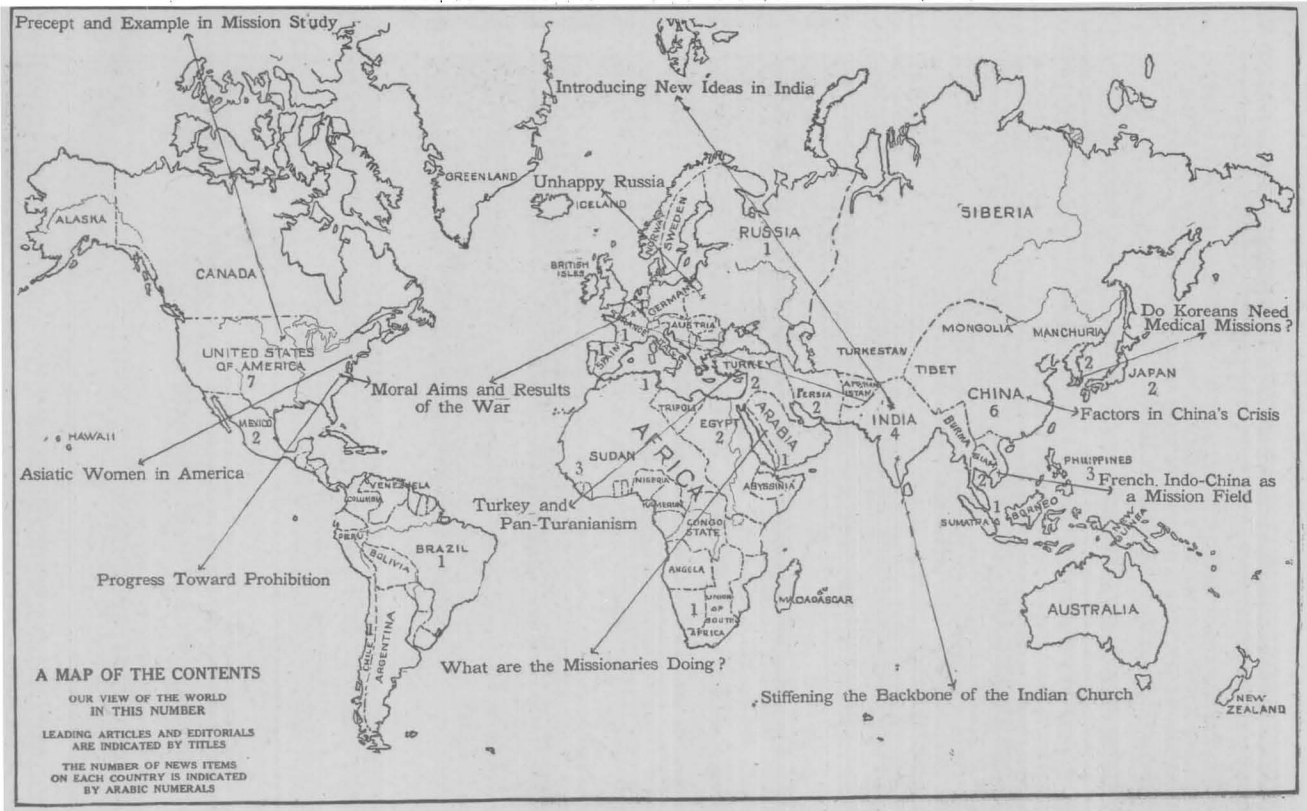 Precept and Example in Mission Study
Introducing New Ideas in India
GREENLAND
Unhappy Russia
ICELAND
ALASKA
NORWAY
SWEDEN
RUSSIA
1
SIBERIA
CANADA
BRITISH
ISLES
GERMANY
FRANCE
1
AUSTRIA
SPAIN
MONGOLIA
MANCHURIA
Do Koreans Need
Medical Missions?
UNITED STATES
OF AMERICA
7
TURKESTAN
TIBET
2
JAPAN
2
Moral Aims and Results
of the War
1
TURKEY
2
PERSIA
2
AFGHAN
ISTAN
CHINA
6
Factors in China's Crisis
MEXICO
2
HAWAII
TRIPOLI
EGYPT
2
ARABIA
1
INDIA
4
BURMA
SIAM
2
Asiatic Women in America
AFRICA
SUDAN
3
PHILIPPINES
3
French Indo-China as
a Mission Field
VENEZUELA
COLUMBIA
NIGERIA
KAMERUN
ABYSSINIA
Turkey and
Pan-Turanianism
1
BORNEO
SUMATRA
NEW
GUINEA
CONGO
STATE
PERU
BRAZIL
1
BOLIVIA
Progress Toward Prohibition
ANGELA
1
UNION
OF
SOUTH
AFRICA
MADAGASCAR
AUSTRALIA
CHILE
ARGENTINA
What are the Missionaries Doing?
Stiffening the Backbone of the Indian Church
NEW
ZEALAND
A MAP OF THE CONTENTS
OUR VIEW OF THE WORLD
IN THIS NUMBER
LEADING ARTICLES AND EDITORIALS
ARE INDICATED BY TITLES
THE NUMBER OF NEWS ITEMS
ON EACH COUNTRY IS INDICATED
BY ARABIC NUMERALS